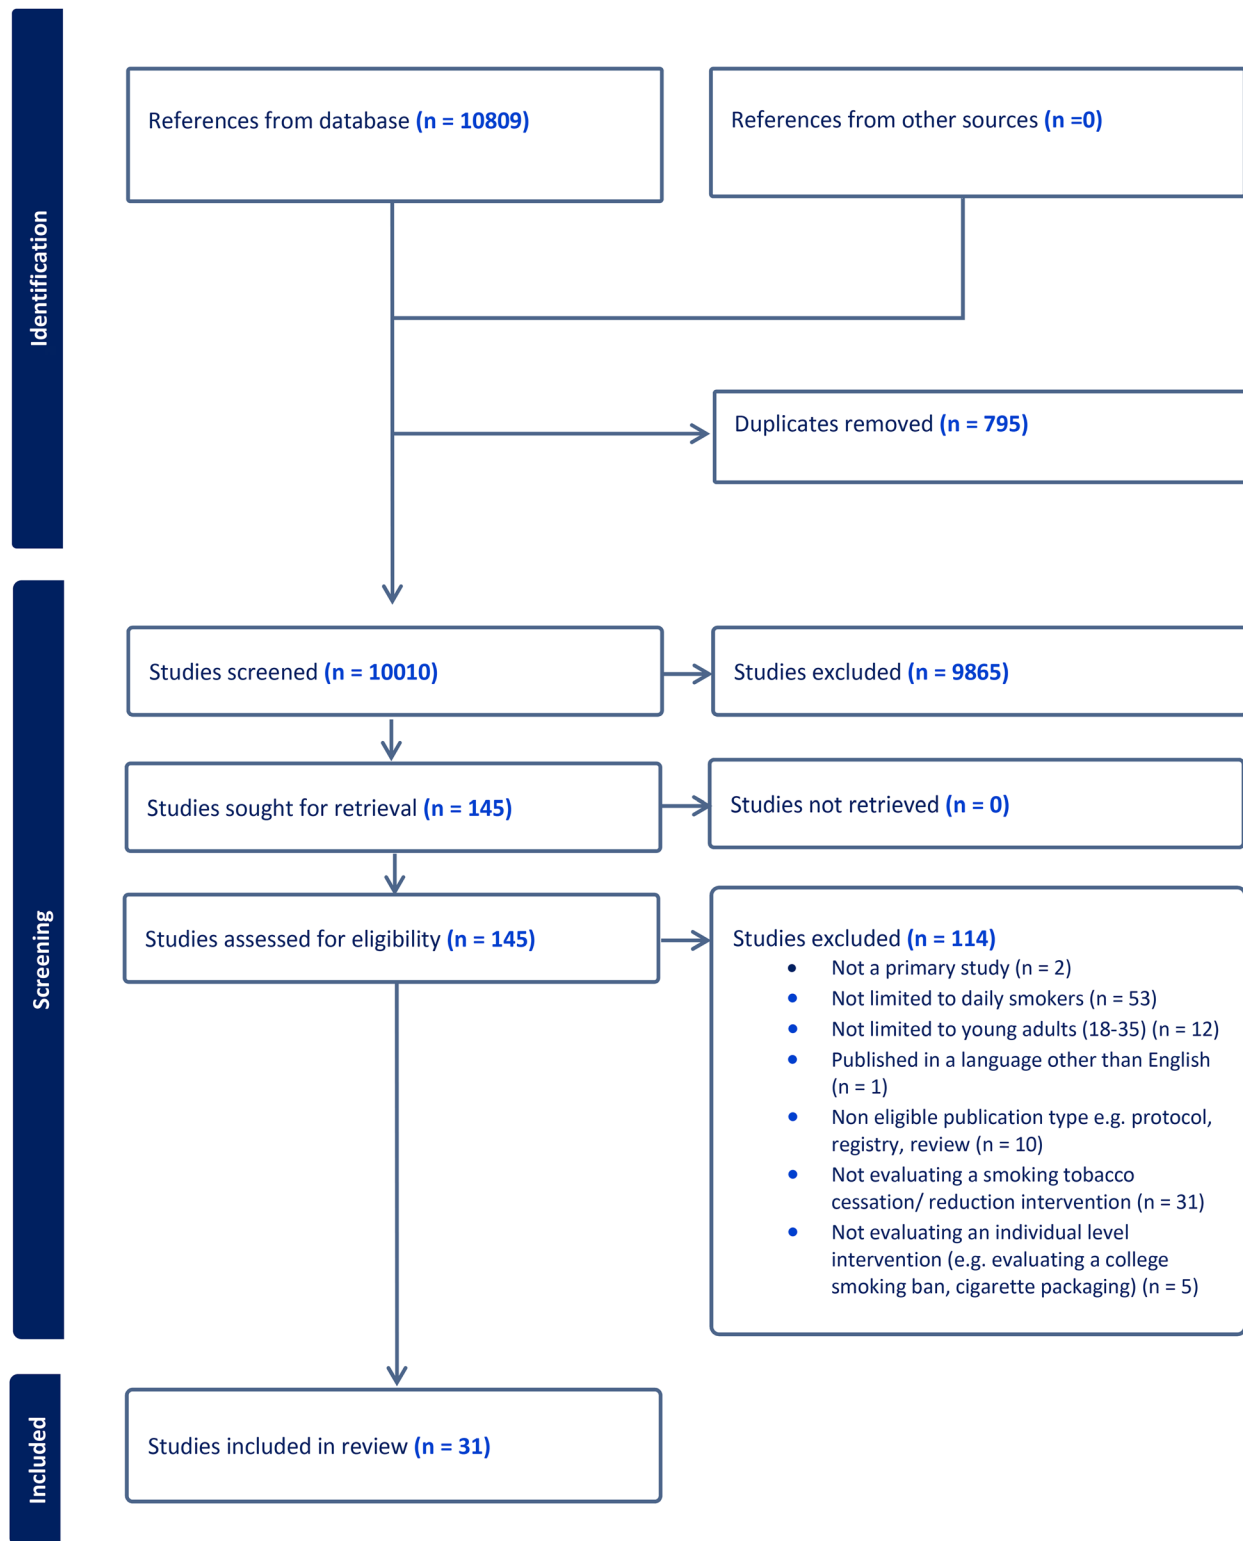 Identification
References from database (n = 10809)
References from other sources (n =0)
Duplicates removed (n = 795)
Screening
Studies screened (n = 10010)
Studies excluded (n = 9865)
Studies sought for retrieval (n = 145)
Studies not retrieved (n = 0)
Studies assessed for eligibility (n = 145)
Studies excluded (n = 114)
• Not a primary study (n = 2)
• Not limited to daily smokers (n = 53)
• Not limited to young adults (18-35) (n = 12)
• Published in a language other than English
(n = 1)
• Non eligible publication type e.g. protocol,
registry, review (n = 10)
• Not evaluating a smoking tobacco
cessation/ reduction intervention (n = 31)
• Not evaluating an individual level
intervention (e.g. evaluating a college
smoking ban, cigarette packaging) (n = 5)
Included
Studies included in review (n = 31)